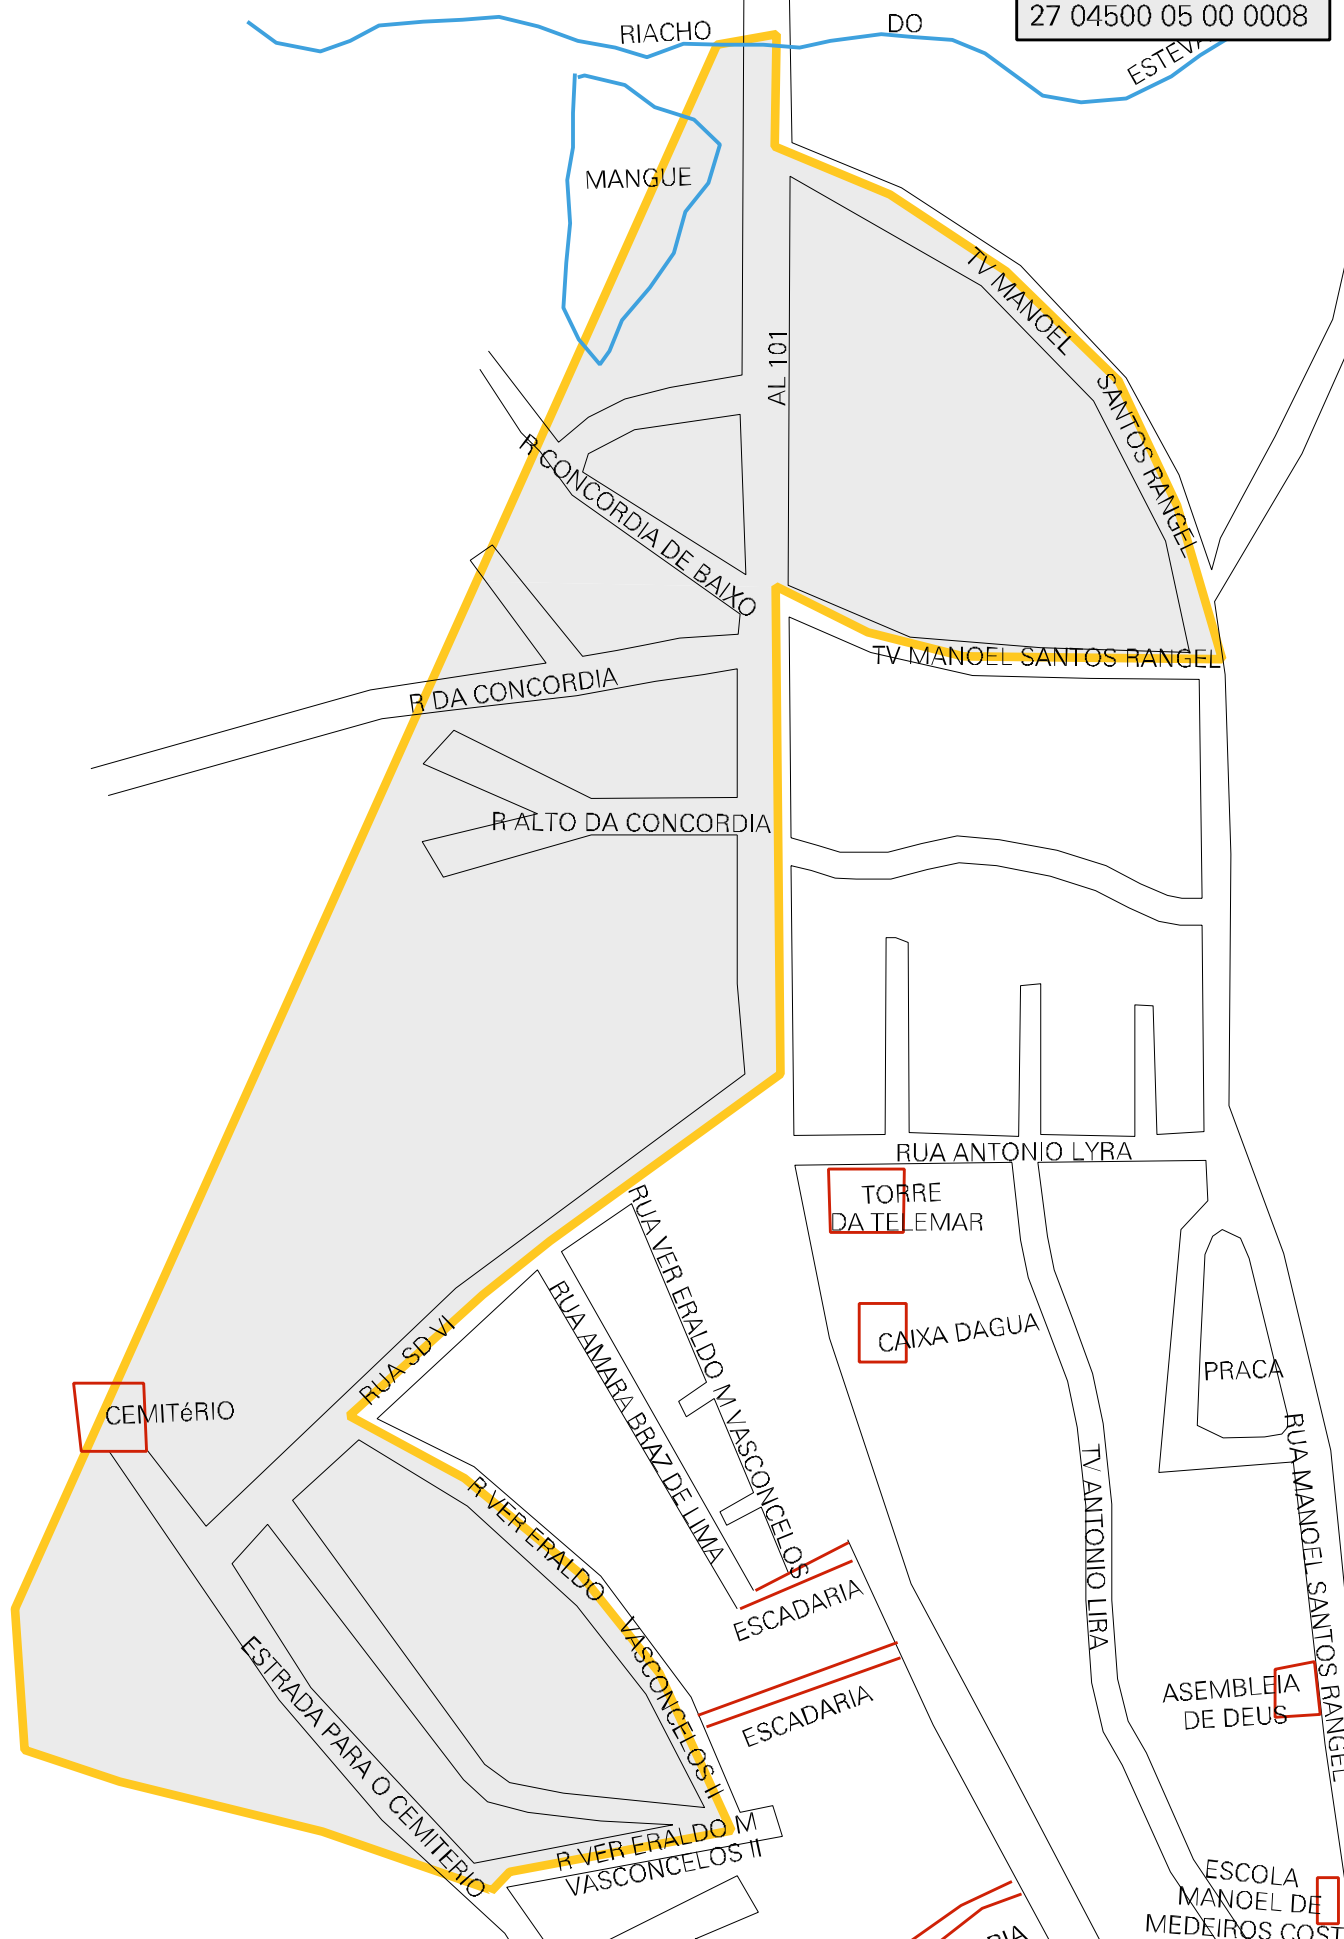 27 04500 05 00 0008
RIACHO
DO
MANGUE
TV MANOEL
SANTOS RANGEL
AL 101
R CONCORDIA DE BAIXO
TV MANOEL SANTOS RANGEL
R DA CONCORDIA
R ALTO DA CONCORDIA
RUA ANTONIO LYRA
TORRE
DA TELEMAR
RUA VER ERALDO M VASCONCELOS
RUA AMARA BRAZ DE LIMA
CAIXA DAGUA
RUA SD VI
PRACA
CEMITéRIO
RUA MANOEL SANTOS RANGEL
TV ANTONIO LIRA
R VER ERALDO
VASCONCELOS II
ESCADARIA
ESCADARIA
ESTRADA PARA O CEMITERIO
ASEMBLEIA
DE DEUS
R VER ERALDO M
VASCONCELOS II
ESCOLA
MANOEL DE
MEDEIROS COST